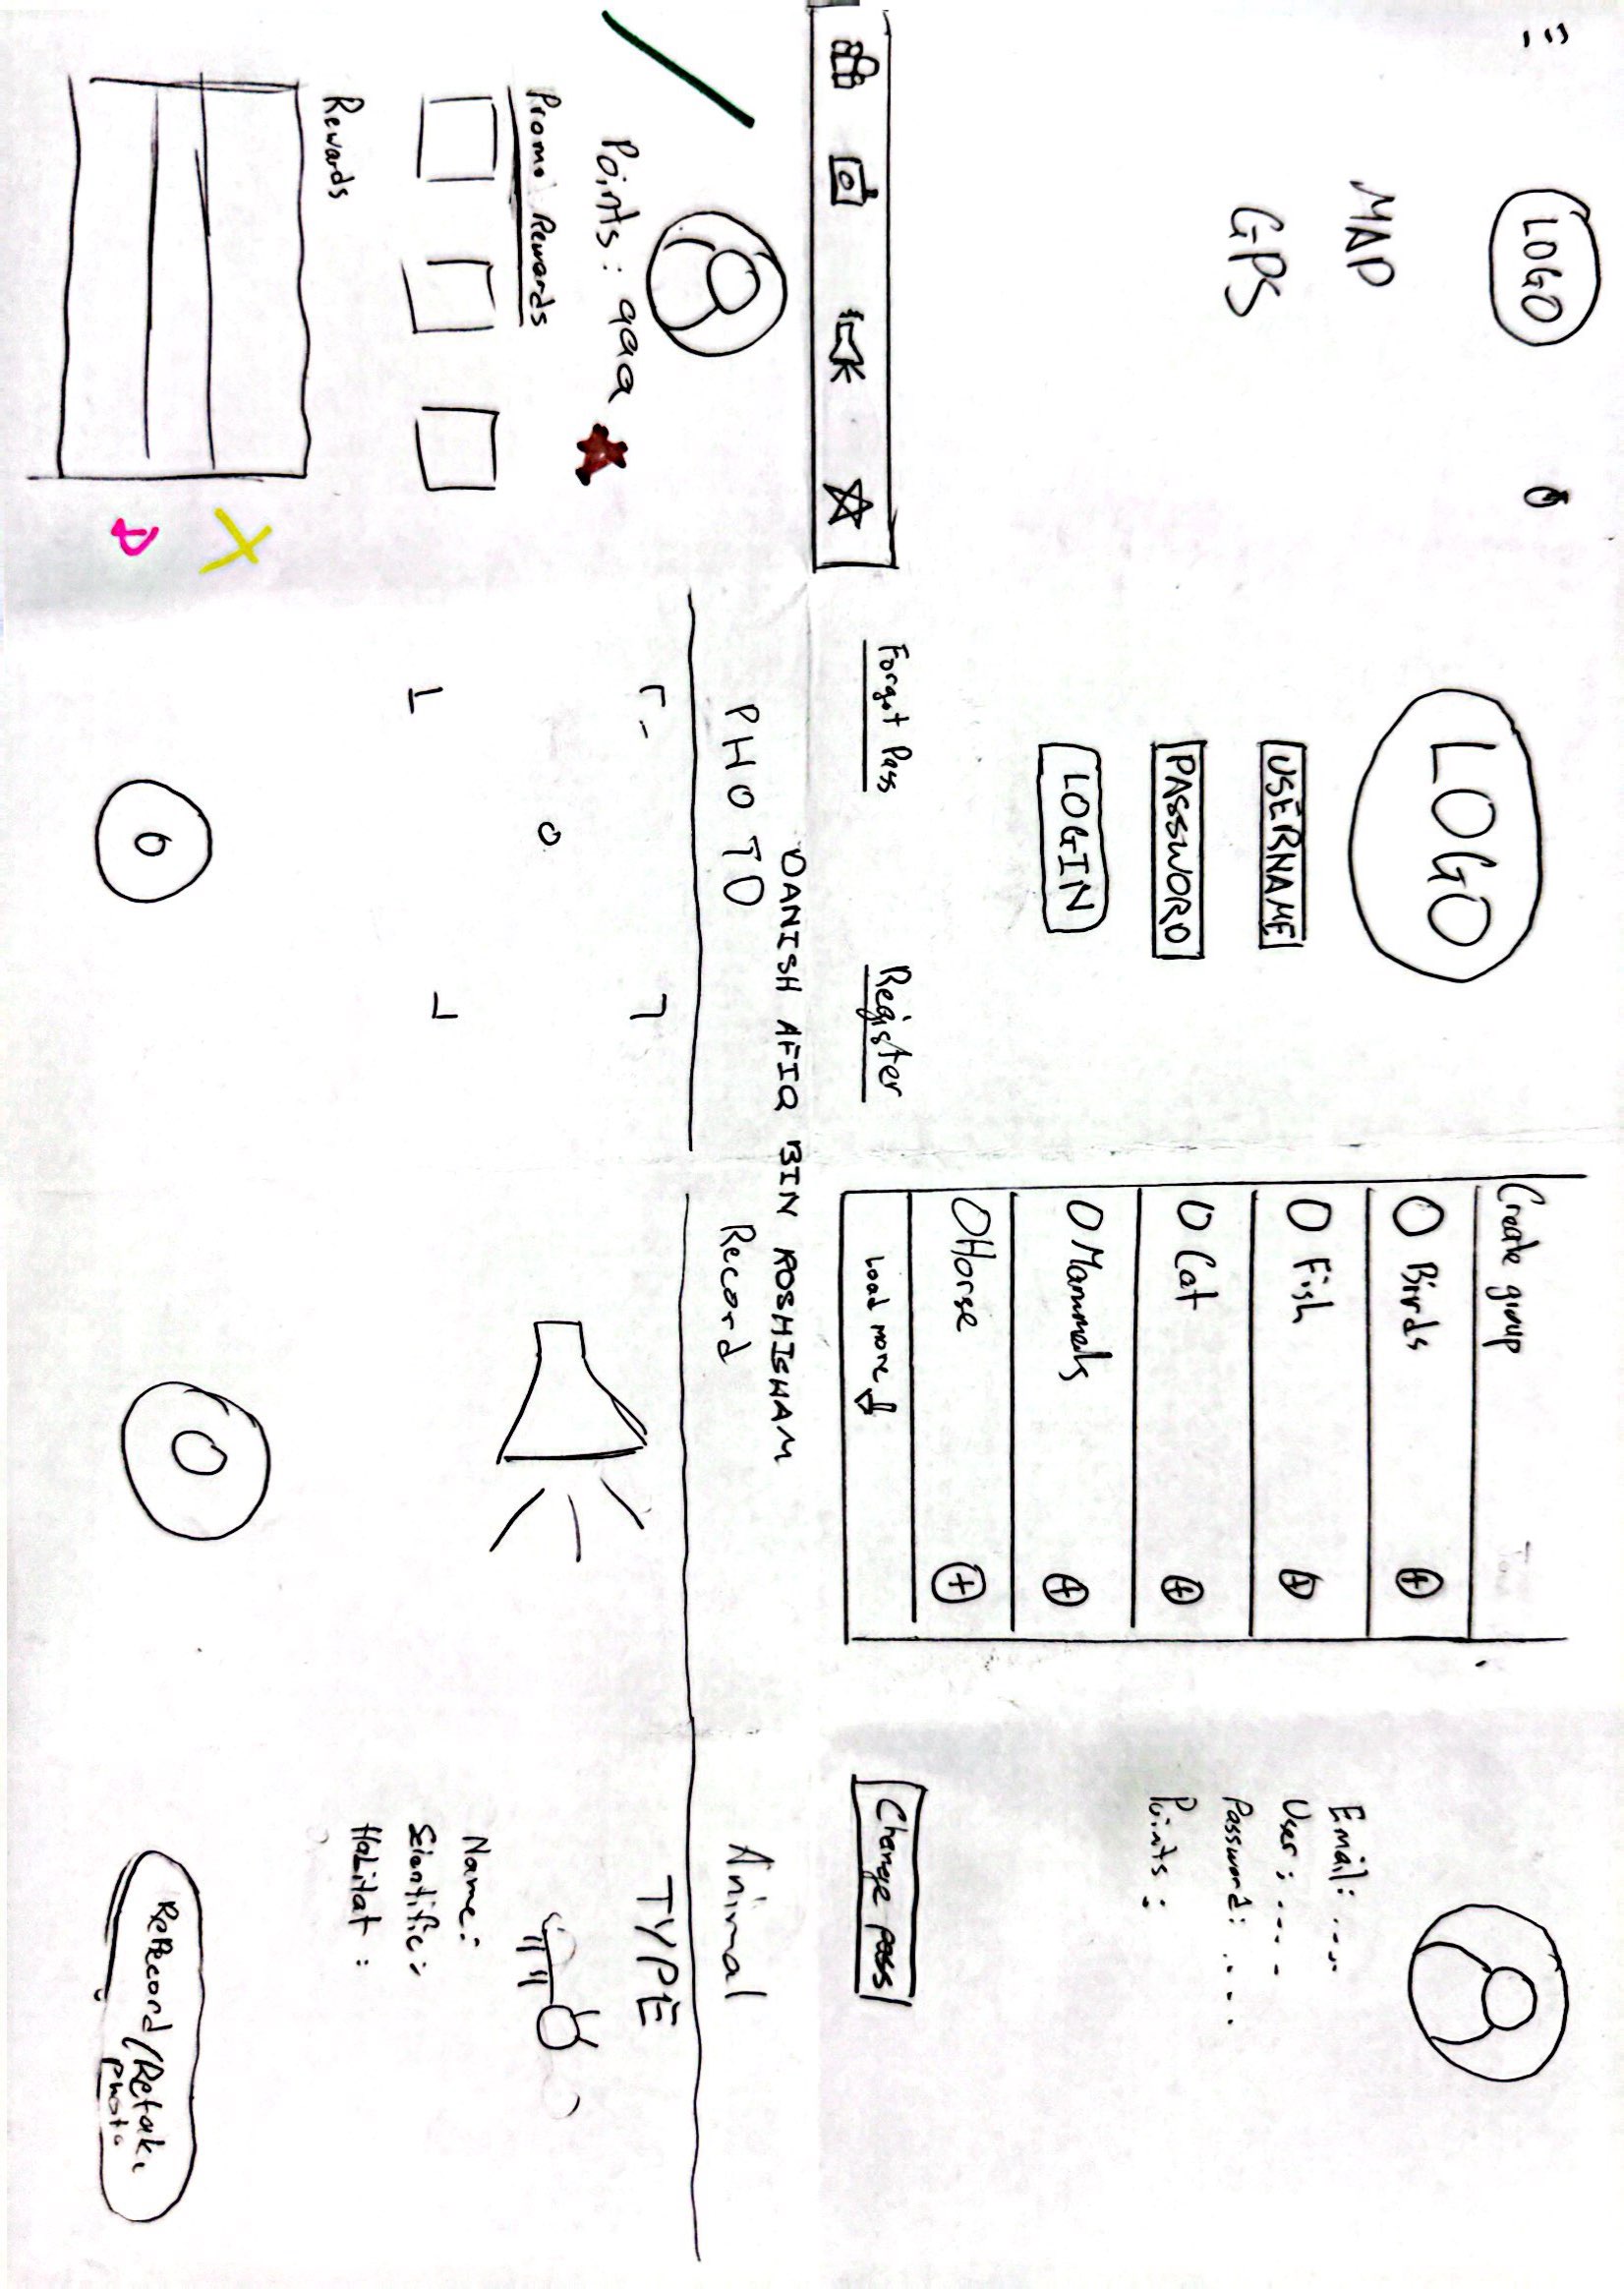 LOGO
MAP
GPS
LOGO
USERNAME
PASSWORD
LOGIN
Forgot Pass
Register
Create group
Birds
Fish
Cat
Mammals
Horse
Load more
Email: ....
User: ....
Password: ....
Points :
Change pass
DANISH AFIQ BIN ROSHISHAM
Points: 999
Promo Rewards
Rewards
X
D
PHOTO
Record
Animal
TYPE
Name:
Scientific:
Habitat :
ReRecord/Retake
photo